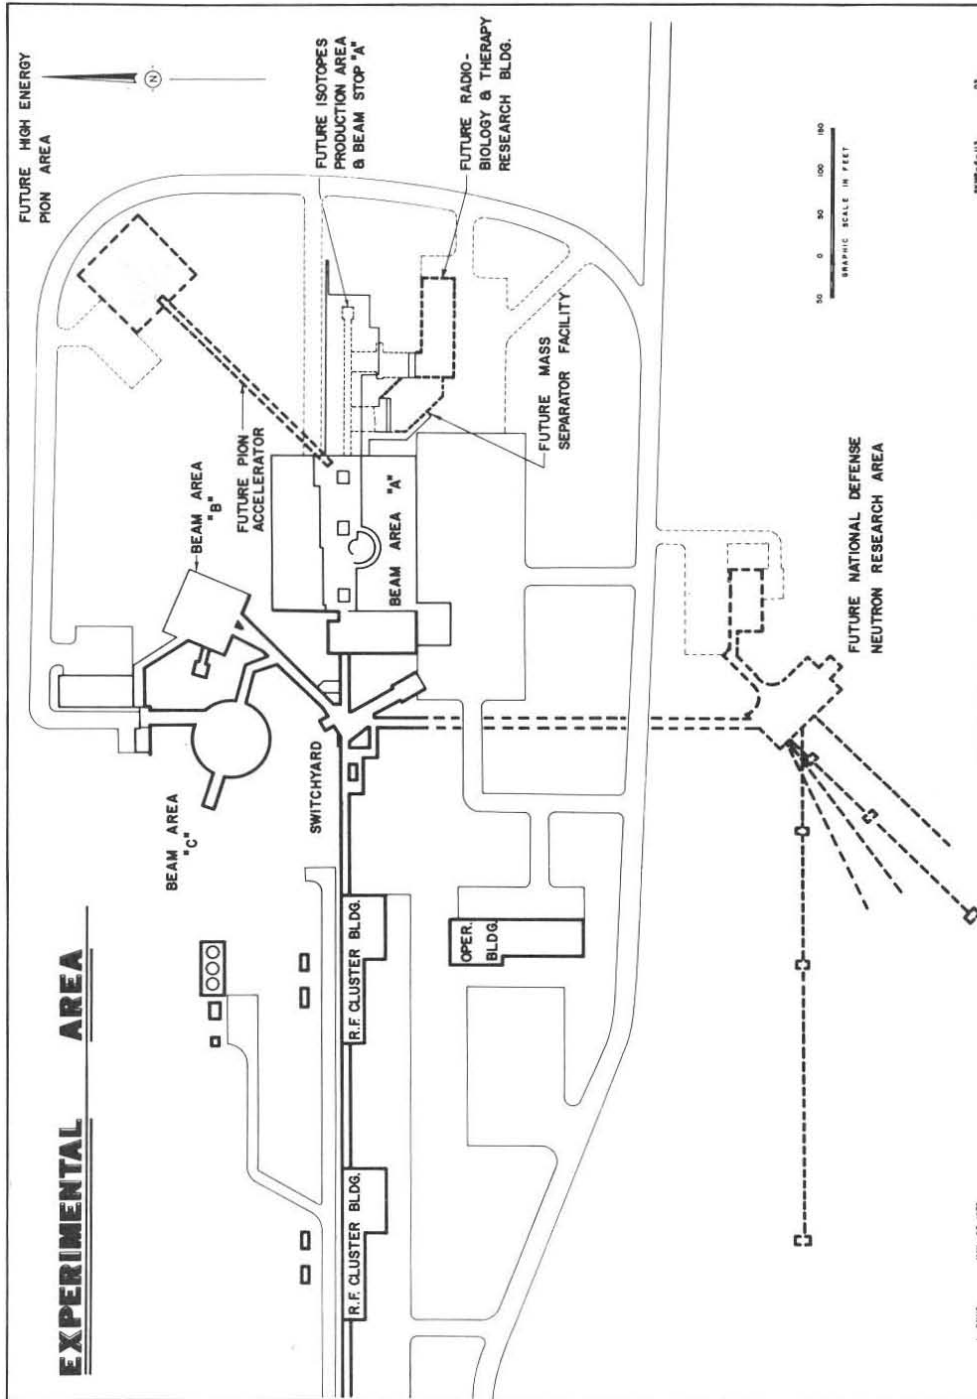 EXPERIMENTAL AREA
FUTURE HIGH ENERGY
PION AREA
N
BEAM AREA
"C"
BEAM AREA
"B"
FUTURE PION
ACCELERATOR
FUTURE ISOTOPES
PRODUCTION AREA
& BEAM STOP "A"
SWITCHYARD
BEAM AREA "A"
R.F. CLUSTER BLDG.
R.F. CLUSTER BLDG.
OPER.
BLDG.
FUTURE MASS
SEPARATOR FACILITY
FUTURE RADIO-
BIOLOGY & THERAPY
RESEARCH BLDG.
50 0 50 100 150
GRAPHIC SCALE IN FEET
FUTURE NATIONAL DEFENSE
NEUTRON RESEARCH AREA